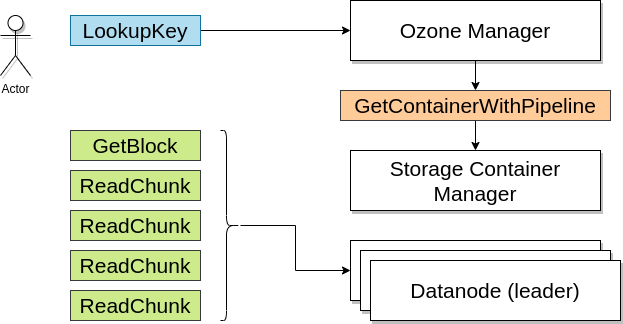 LookupKey
Ozone Manager
Actor
GetContainerWithPipeline
GetBlock
ReadChunk
Storage Container
Manager
ReadChunk
ReadChunk
ReadChunk
Datanode (leader)